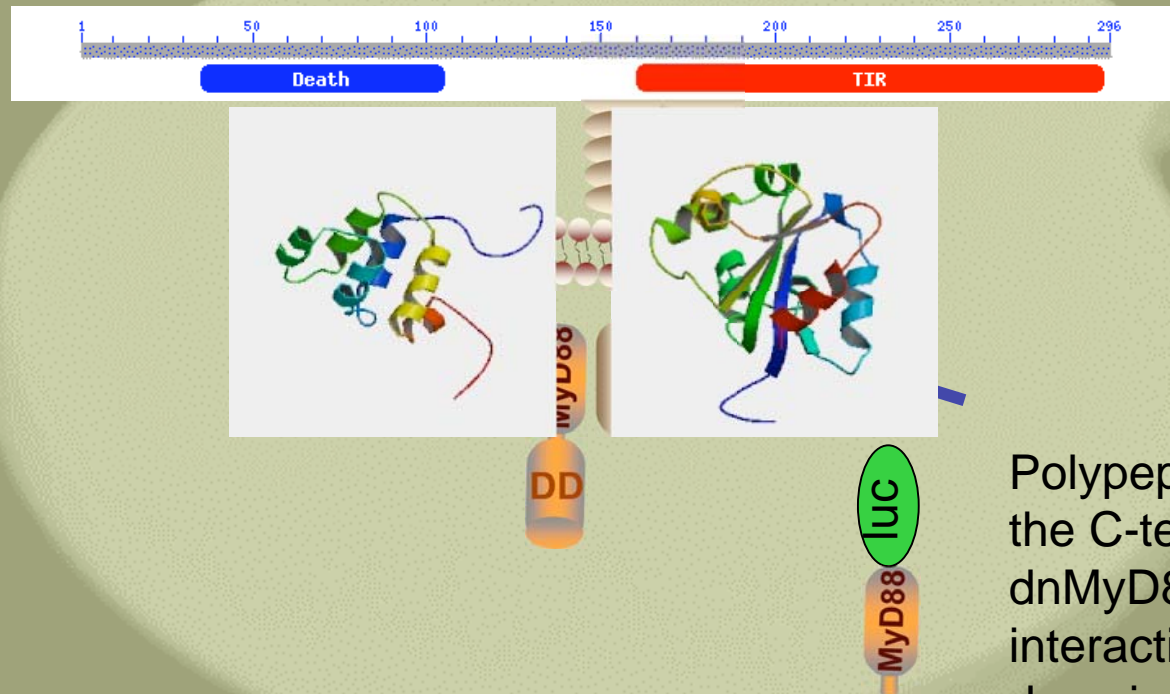 1 50 100 150 200 250 296
Death TIR
MyD88
DD
luc
MyD88
Polypep
the C-te
dnMyD8
interacti